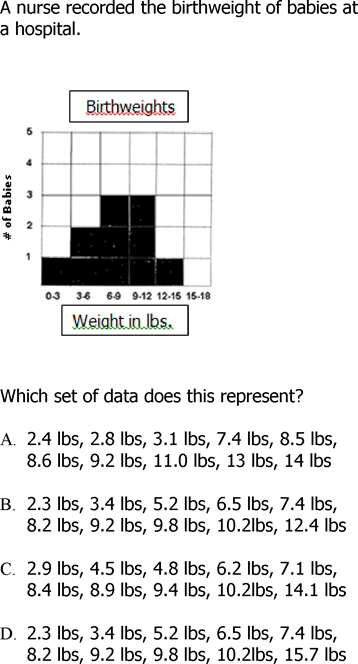 A nurse recorded the birthweight of babies at
a hospital.
Birthweights
5
4
3
2
1
# of Babies
0-3 3-6 6-9 9-12 12-15 15-18
Weight in lbs.
Which set of data does this represent?
A. 2.4 lbs, 2.8 lbs, 3.1 lbs, 7.4 lbs, 8.5 lbs,
8.6 lbs, 9.2 lbs, 11.0 lbs, 13 lbs, 14 lbs
B. 2.3 lbs, 3.4 lbs, 5.2 lbs, 6.5 lbs, 7.4 lbs,
8.2 lbs, 9.2 lbs, 9.8 lbs, 10.2lbs, 12.4 lbs
C. 2.9 lbs, 4.5 lbs, 4.8 lbs, 6.2 lbs, 7.1 lbs,
8.4 lbs, 8.9 lbs, 9.4 lbs, 10.2lbs, 14.1 lbs
D. 2.3 lbs, 3.4 lbs, 5.2 lbs, 6.5 lbs, 7.4 lbs,
8.2 lbs, 9.2 lbs, 9.8 lbs, 10.2lbs, 15.7 lbs